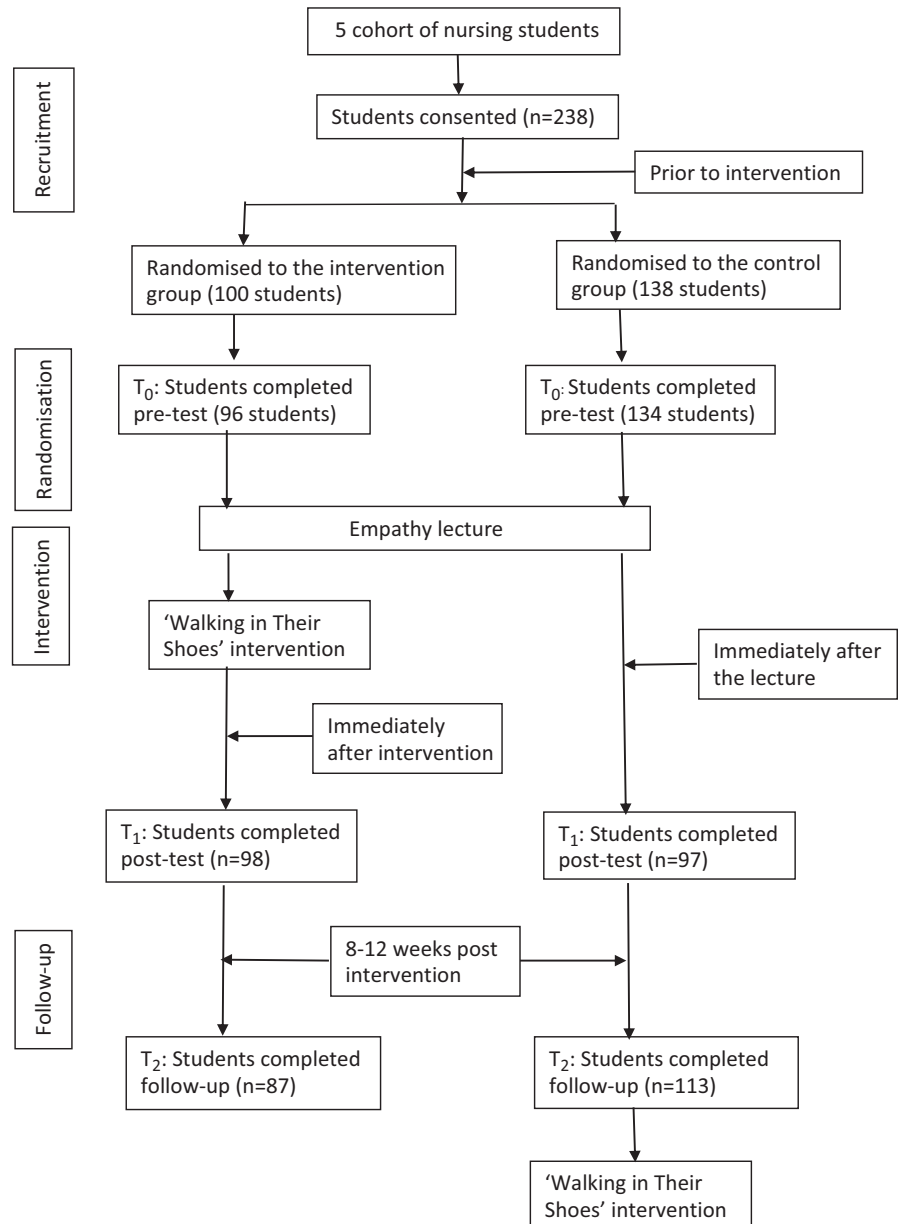 5 cohort of nursing students
Recruitment
Students consented (n=238)
Prior to intervention
Randomised to the intervention
group (100 students)
Randomised to the control
group (138 students)
Randomisation
T0: Students completed
pre-test (96 students)
T0: Students completed
pre-test (134 students)
Empathy lecture
Intervention
‘Walking in Their
Shoes’ intervention
Immediately after
the lecture
Immediately
after intervention
T1: Students completed
post-test (n=98)
T1: Students completed
post-test (n=97)
Follow-up
8-12 weeks post
intervention
T2: Students completed
follow-up (n=87)
T2: Students completed
follow-up (n=113)
‘Walking in Their
Shoes’ intervention